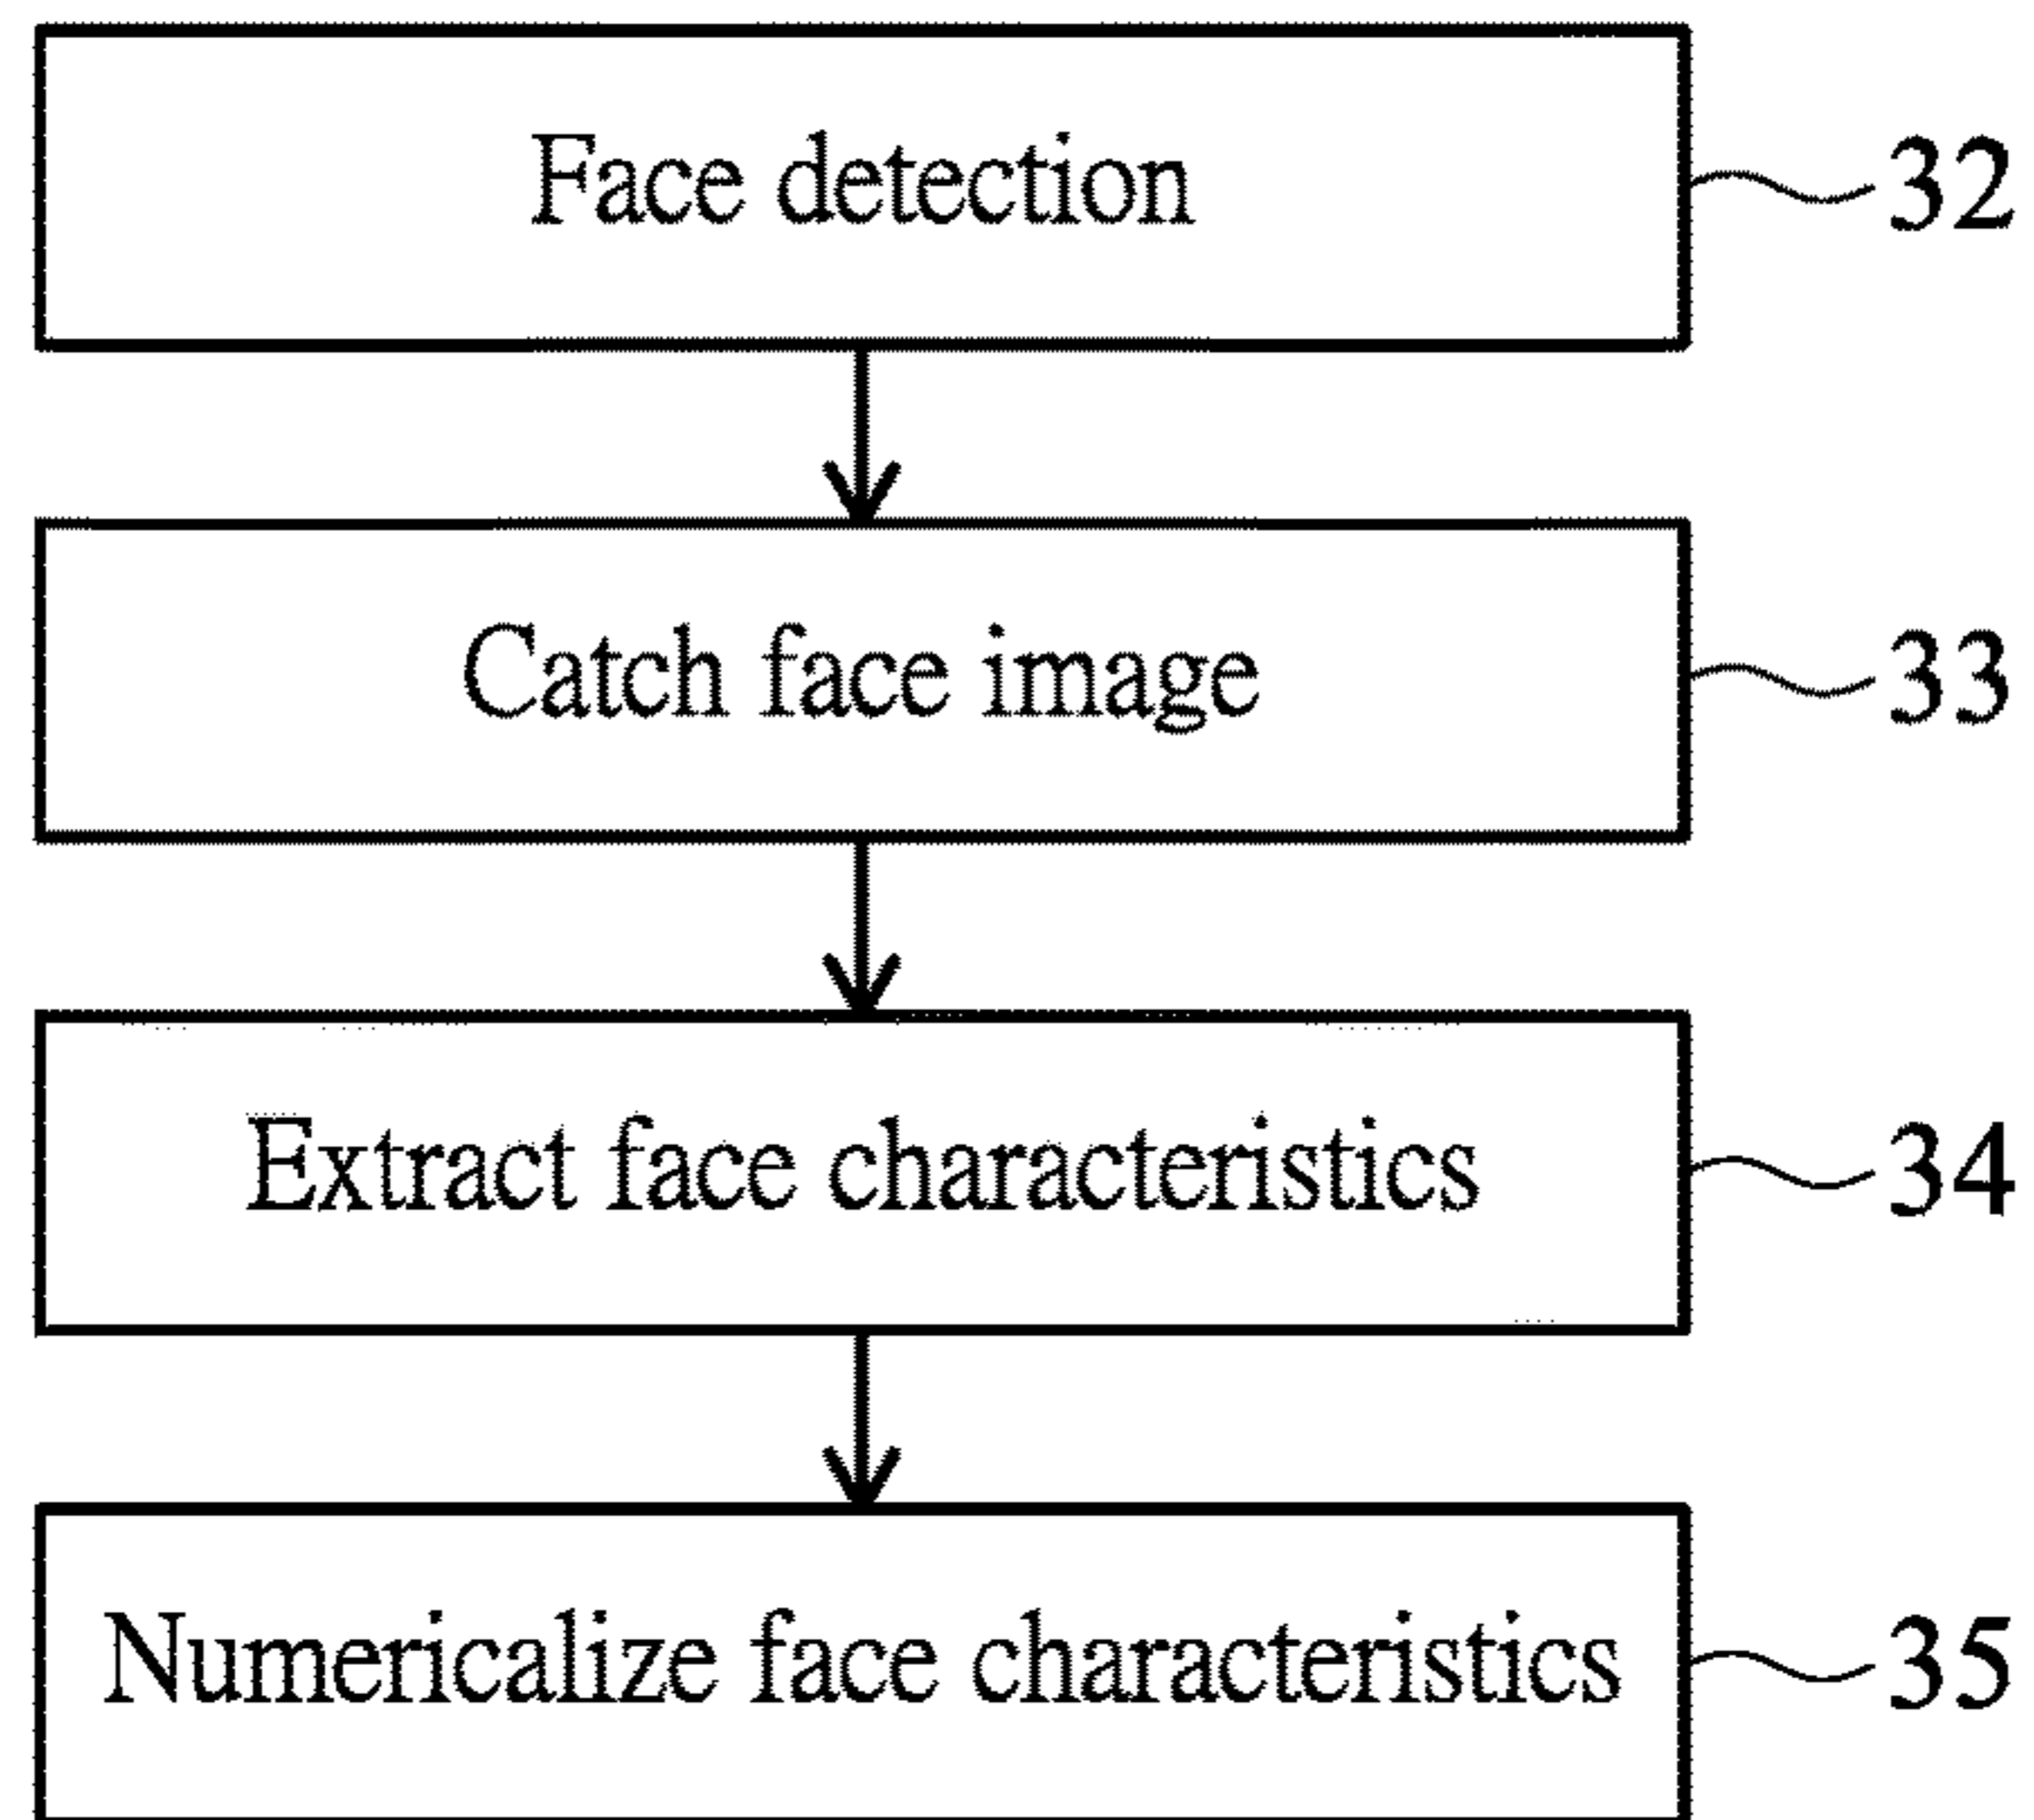 Face detection 32
Catch face image 33
Extract face characteristics 34
Numericalize face characteristics 35